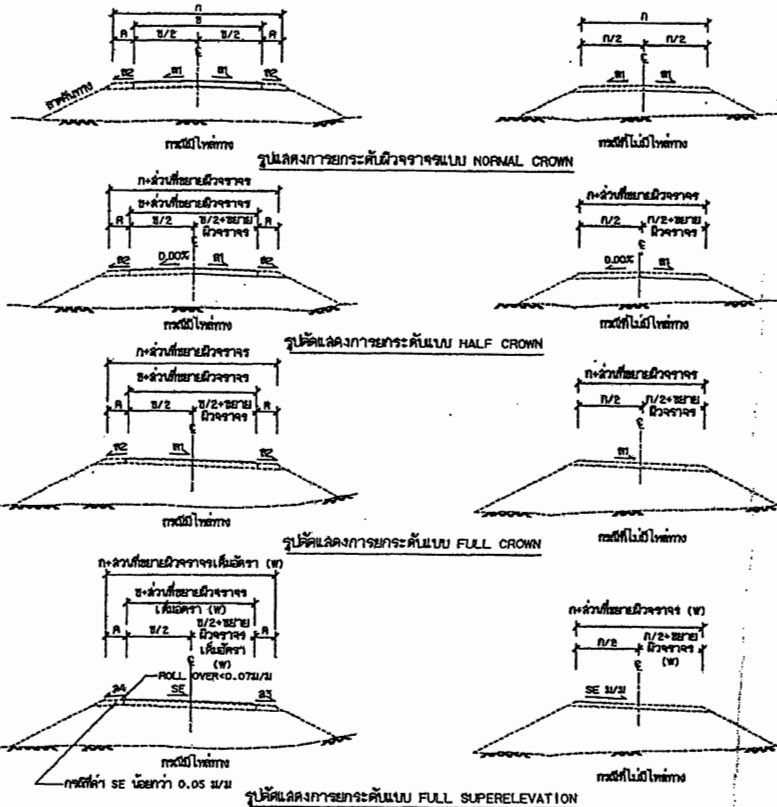 ก
ข
ค ข/2 ข/2 ค
ส2 ส1 ส1 ส2
ลาดคันทาง
กรณีมีไหล่ทาง
ก
ก/2 ก/2
ส1 ส1
กรณีที่ไม่มีไหล่ทาง
รูปแสดงการยกระดับผิวจราจรแบบ NORMAL CROWN
ก+ส่วนที่ขยายผิวจราจร
ข+ส่วนที่ขยายผิวจราจร
ข/2 ข/2+ขยาย
ผิวจราจร
ส2 0.00% ส1 ส2
กรณีมีไหล่ทาง
ก+ส่วนที่ขยายผิวจราจร
ก/2 ก/2+ขยาย
ผิวจราจร
0.00% ส1
กรณีที่ไม่มีไหล่ทาง
รูปตัดแสดงการยกระดับแบบ HALF CROWN
ก+ส่วนที่ขยายผิวจราจร
ข+ส่วนที่ขยายผิวจราจร
ข/2 ข/2+ขยาย
ผิวจราจร
ส2 ส1 ส2
กรณีมีไหล่ทาง
ก+ส่วนที่ขยายผิวจราจร
ก/2 ก/2+ขยาย
ผิวจราจร
ส1
กรณีที่ไม่มีไหล่ทาง
รูปตัดแสดงการยกระดับแบบ FULL CROWN
ก+ส่วนที่ขยายผิวจราจรเต็มอัตรา (W)
ข+ส่วนที่ขยายผิวจราจร
เต็มอัตรา (W)
ข/2 ข/2+ขยาย
ผิวจราจร
เต็มอัตรา
(W)
ROLL OVER<0.07ม/ม
ส4 SE ส3
กรณีมีไหล่ทาง
กรณีที่ค่า SE น้อยกว่า 0.05 ม/ม
ก+ส่วนที่ขยายผิวจราจร (W)
ก/2 ก/2+ขยาย
ผิวจราจร
(W)
SE ม/ม
กรณีที่ไม่มีไหล่ทาง
รูปตัดแสดงการยกระดับแบบ FULL SUPERELEVATION